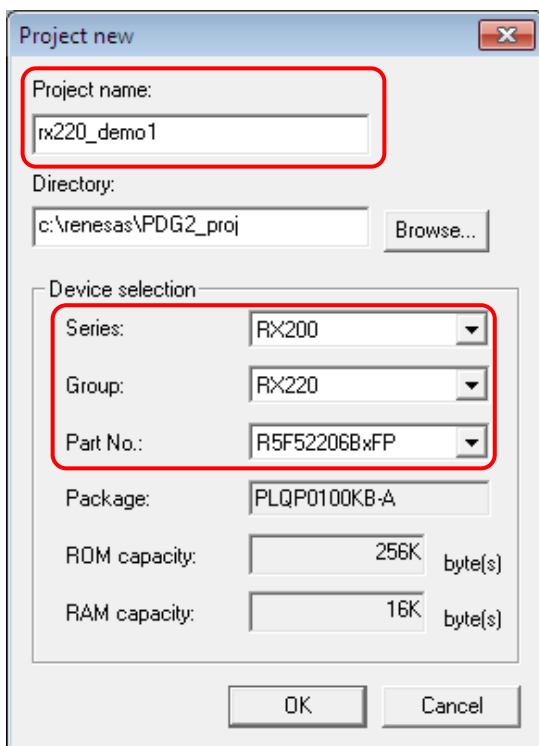 Project new
Project name:
rx220_demo1
Directory:
c:\renesas\PDG2_proj
Browse...
Device selection
Series:
RX200
Group:
RX220
Part No.:
R5F52206BxFP
Package:
PLQP0100KB-A
ROM capacity:
256K
byte(s)
RAM capacity:
16K
byte(s)
OK
Cancel